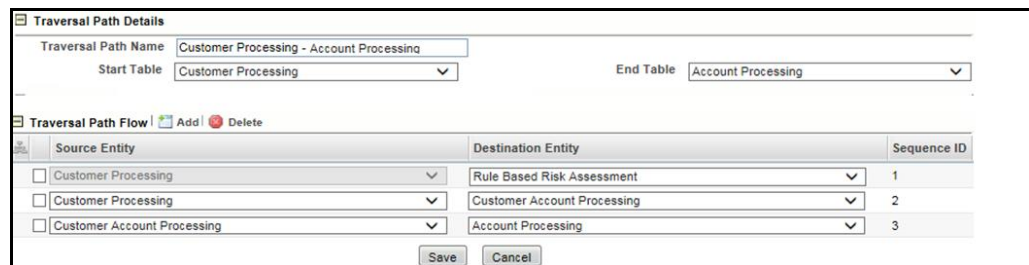 Traversal Path Details
Traversal Path Name Customer Processing - Account Processing
Start Table Customer Processing End Table Account Processing
Traversal Path Flow Add Delete
Source Entity Destination Entity Sequence ID
Customer Processing Rule Based Risk Assessment 1
Customer Processing Customer Account Processing 2
Customer Account Processing Account Processing 3
Save Cancel